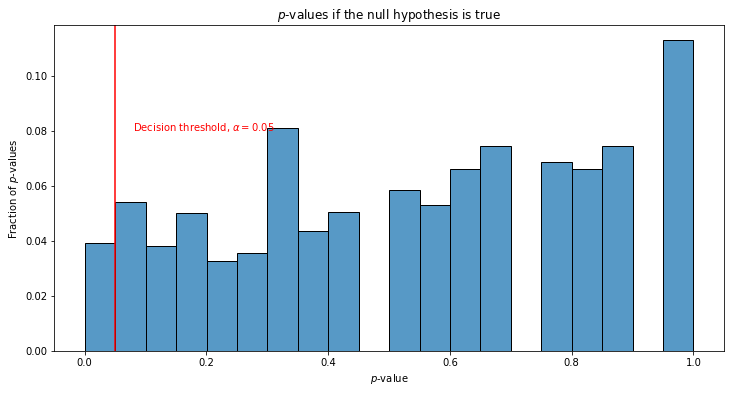 p-values if the null hypothesis is true
Fraction of p-values
0.10
0.08
0.06
0.04
0.02
0.00
Decision threshold, α = 0.05
0.0 0.2 0.4 0.6 0.8 1.0
p-value